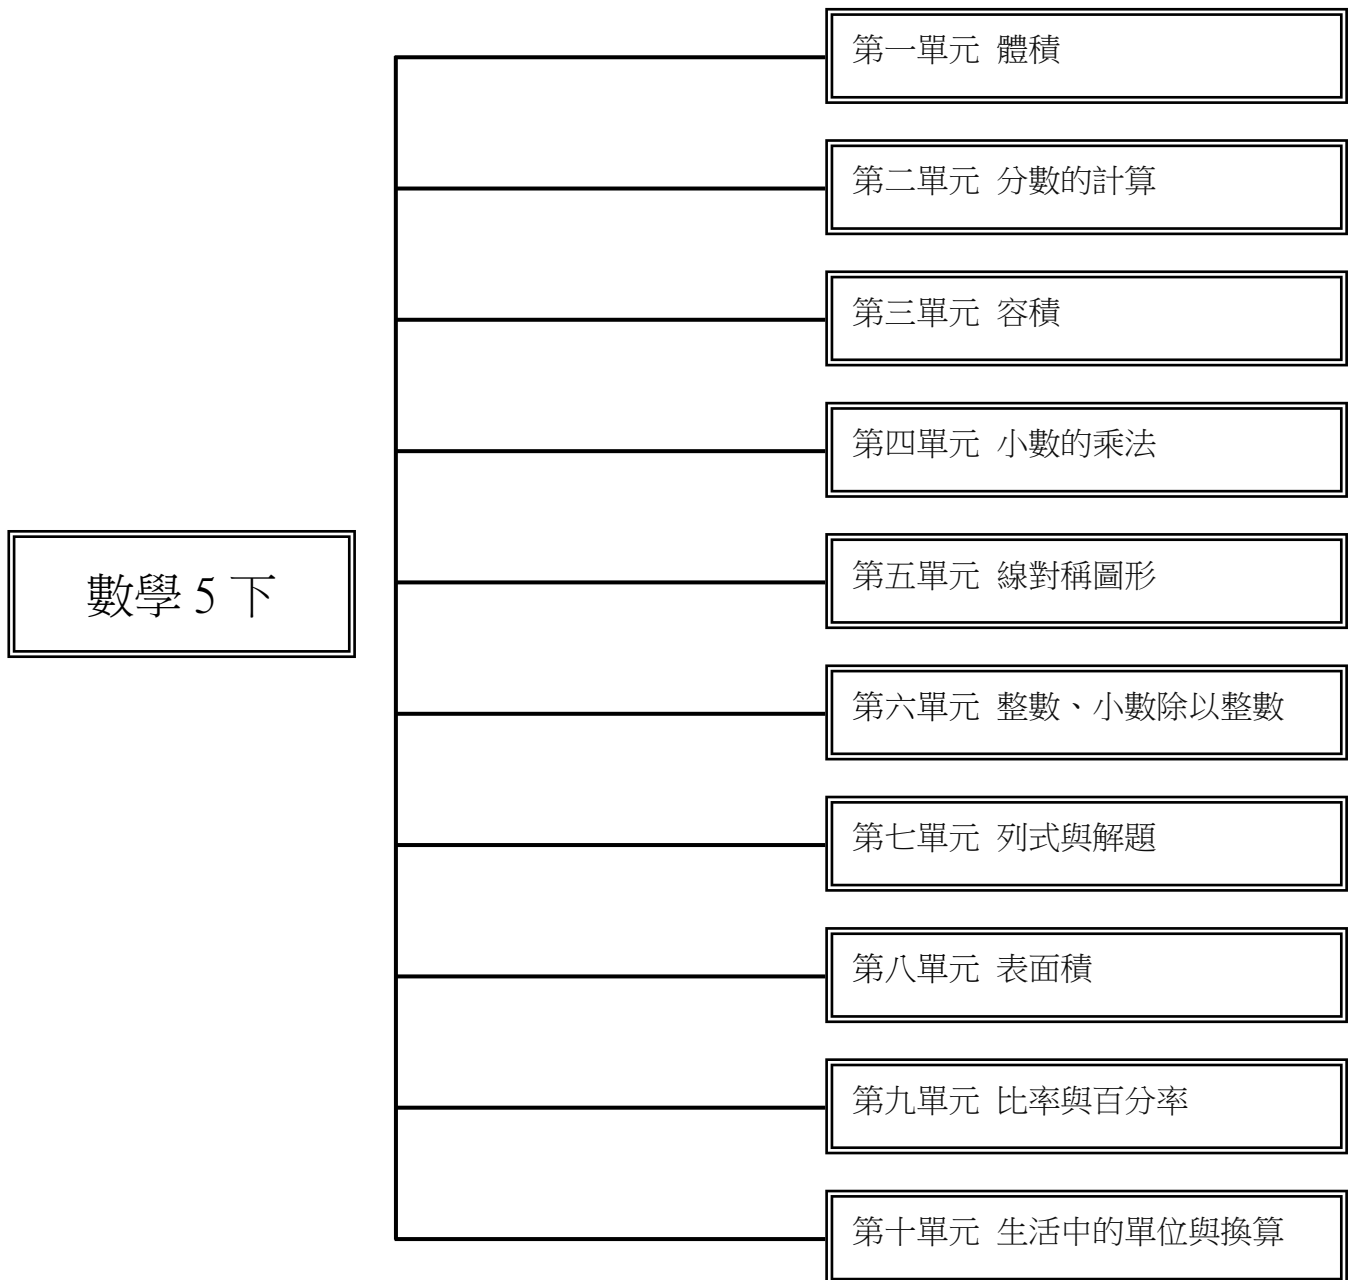 第一單元 體積
第二單元 分數的計算
第三單元 容積
第四單元 小數的乘法
數學 5 下
第五單元 線對稱圖形
第六單元 整數、小數除以整數
第七單元 列式與解題
第八單元 表面積
第九單元 比率與百分率
第十單元 生活中的單位與換算